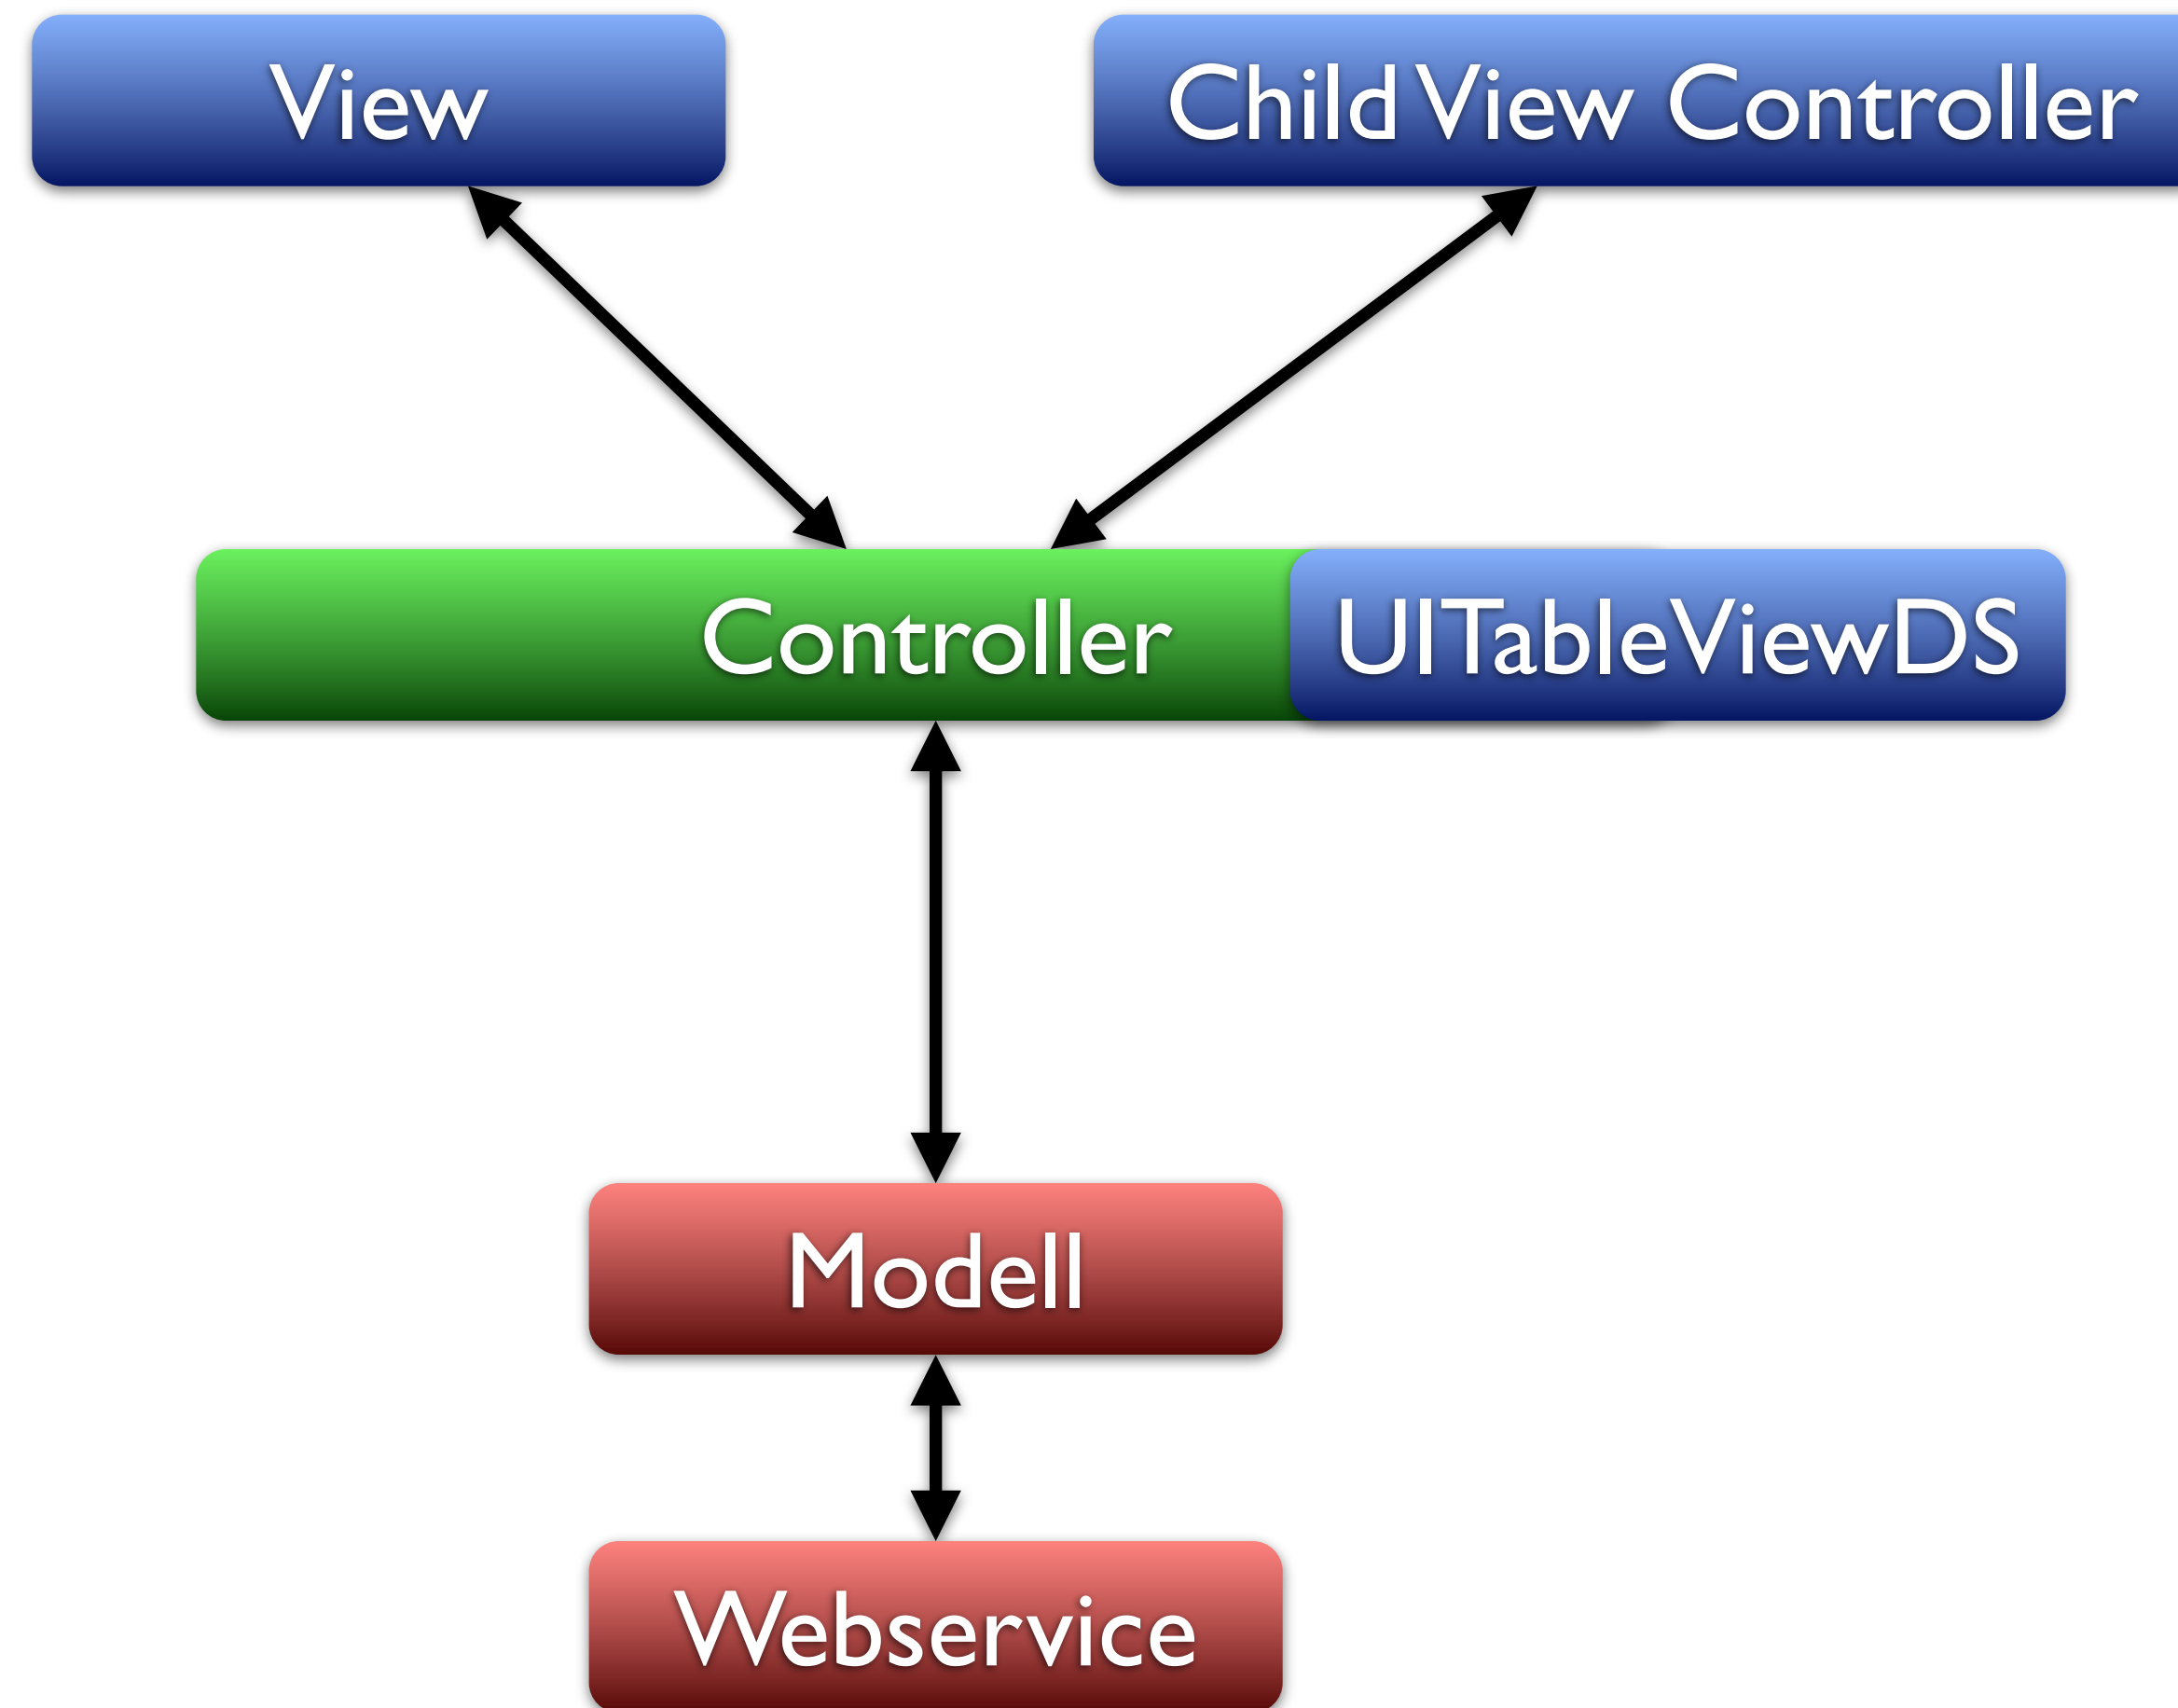 View
Child View Controller
Controller
UITableViewDS
Modell
Webservice